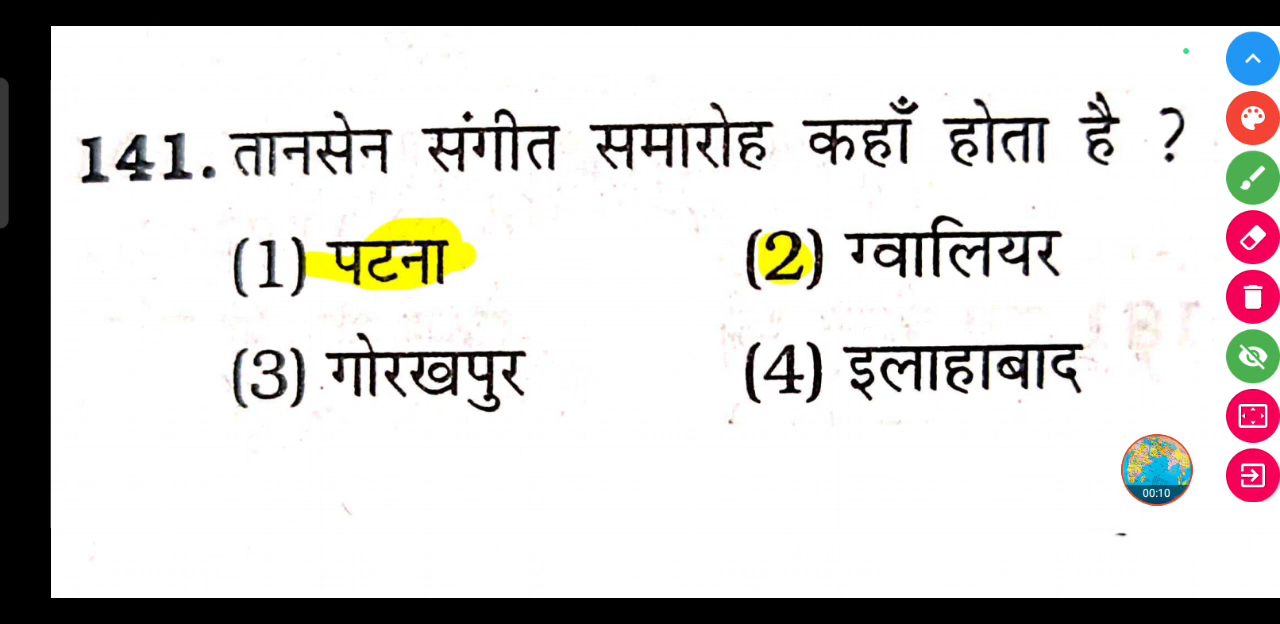 141. तानसेन संगीत समारोह कहाँ होता है ?
(1) पटना (2) ग्वालियर
(3) गोरखपुर (4) इलाहाबाद
00:10